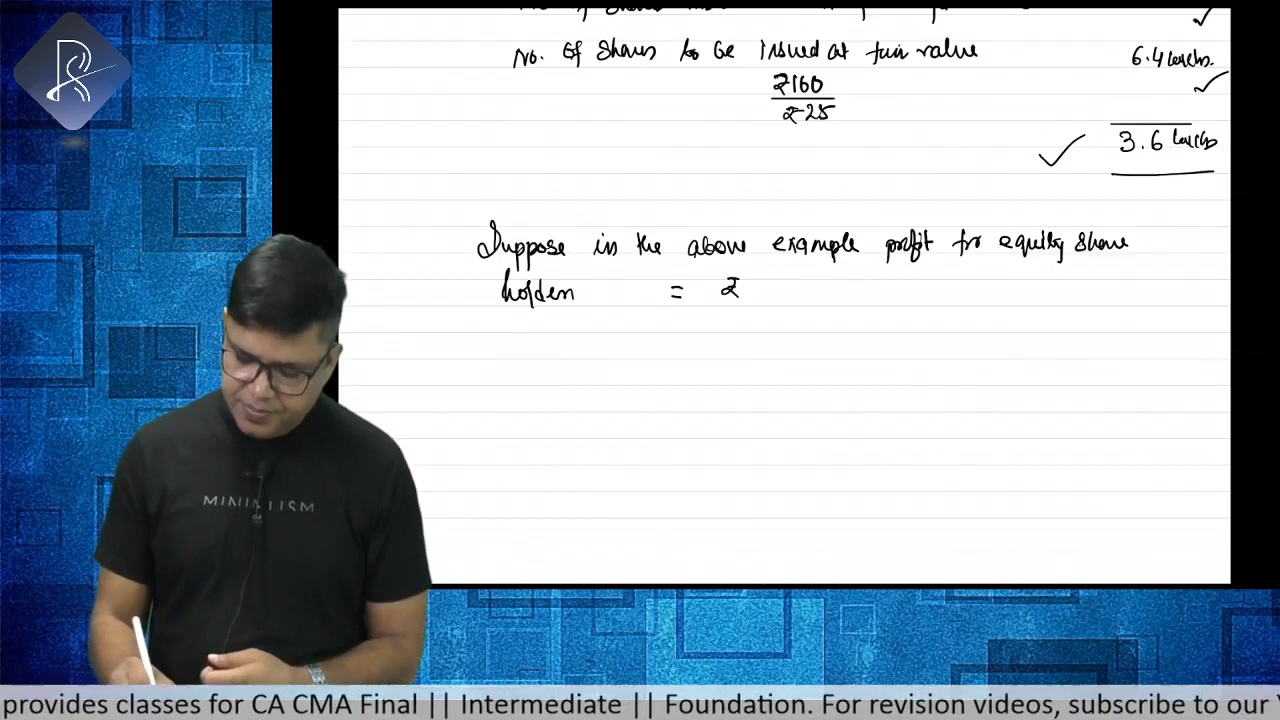 No. of shares to be issued at fair value
6.4 lakhs.
₹160
₹25
3.6 lakhs
Suppose in the above example profit for equity share
holders = ₹
MINIMLISM
provides classes for CA CMA Final || Intermediate || Foundation. For revision videos, subscribe to our